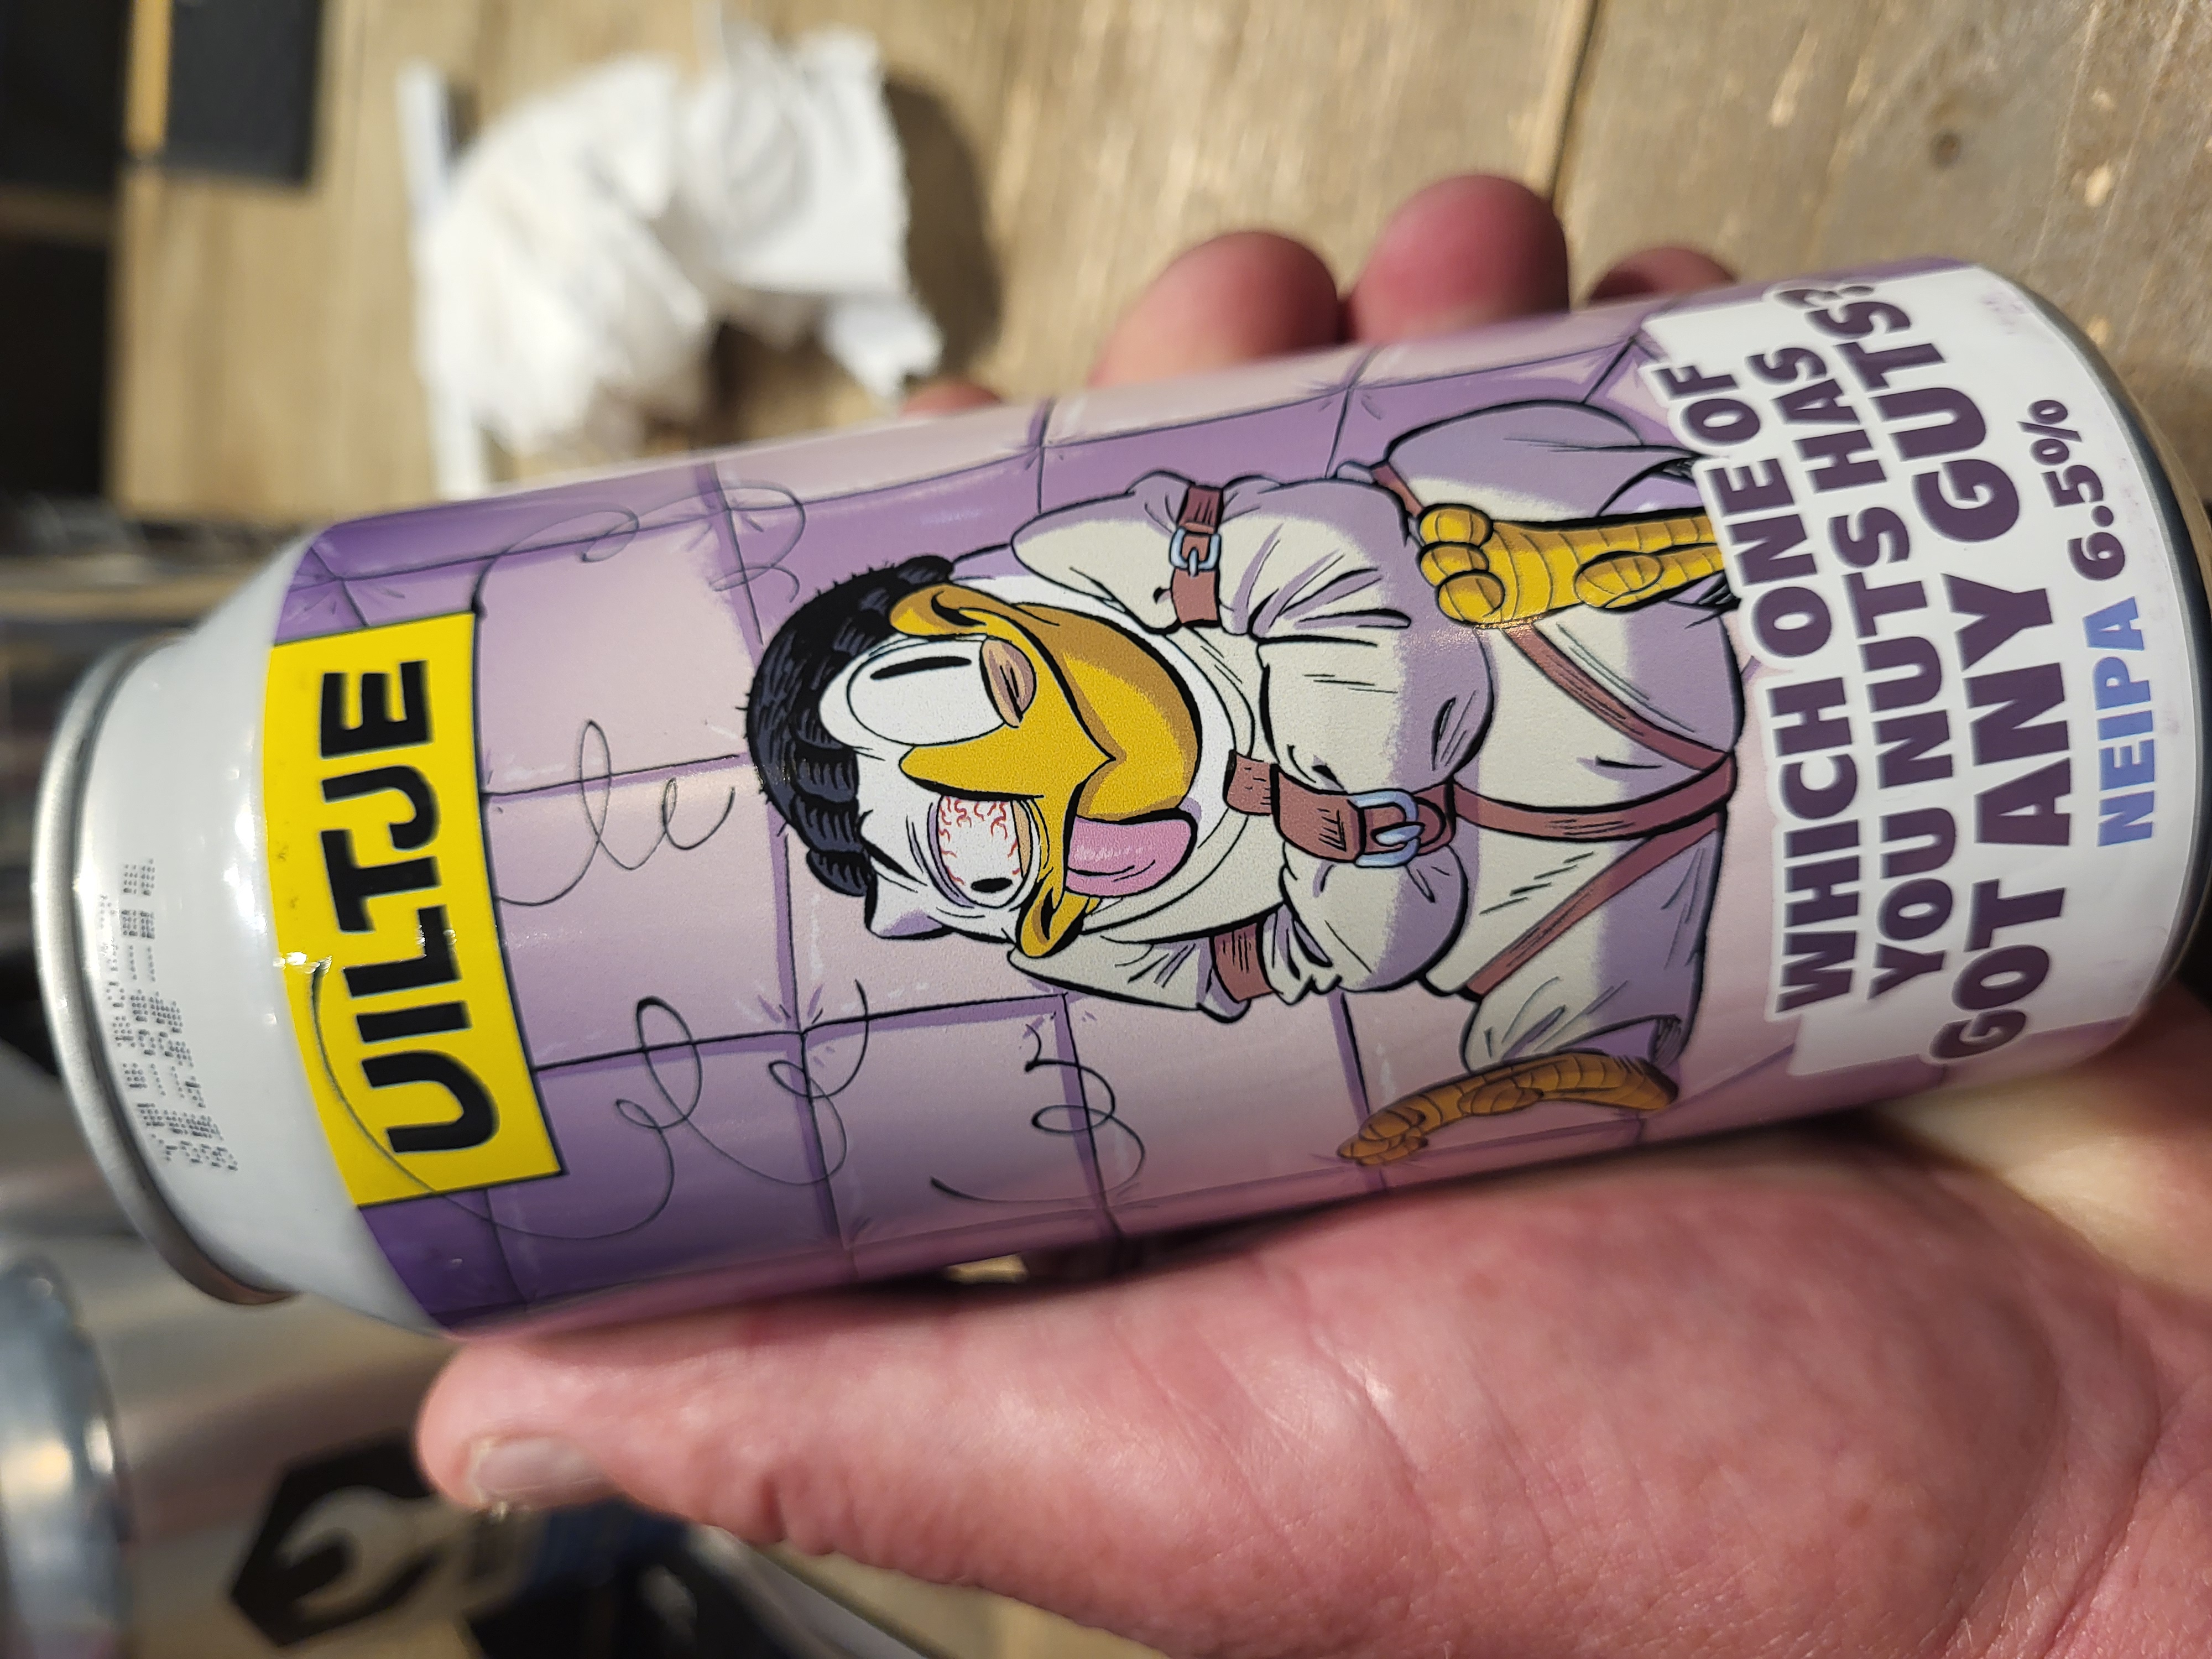 UILTJE
WHICH ONE OF
YOU NUTS HAS
GOT ANY GUTS?
NEIPA 6.5%